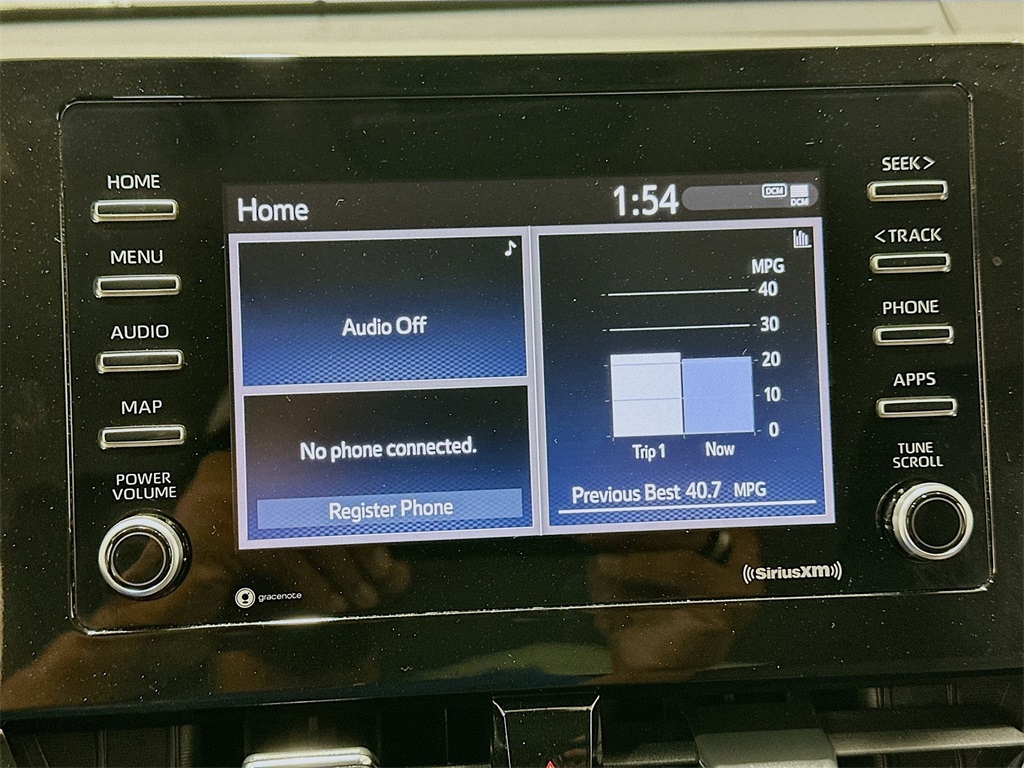 HOME
MENU
AUDIO
MAP
POWER
VOLUME
Home
1:54
DCM
DCM
Audio Off
No phone connected.
Register Phone
MPG
40
30
20
10
0
Trip 1
Now
Previous Best 40.7 MPG
SEEK>
<TRACK
PHONE
APPS
TUNE
SCROLL
gracenote
((SiriusXM))